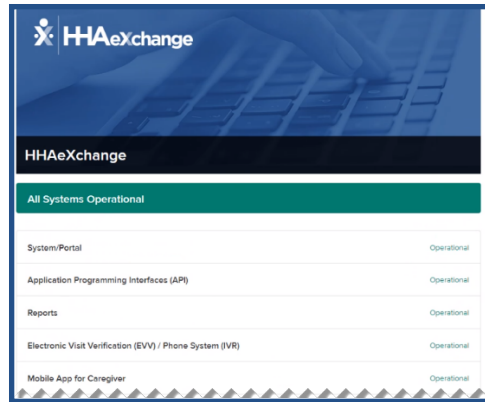 HHAeXchange
HHAeXchange
All Systems Operational
System/Portal Operational
Application Programming Interfaces (API) Operational
Reports Operational
Electronic Visit Verification (EVV) / Phone System (IVR) Operational
Mobile App for Caregiver Operational